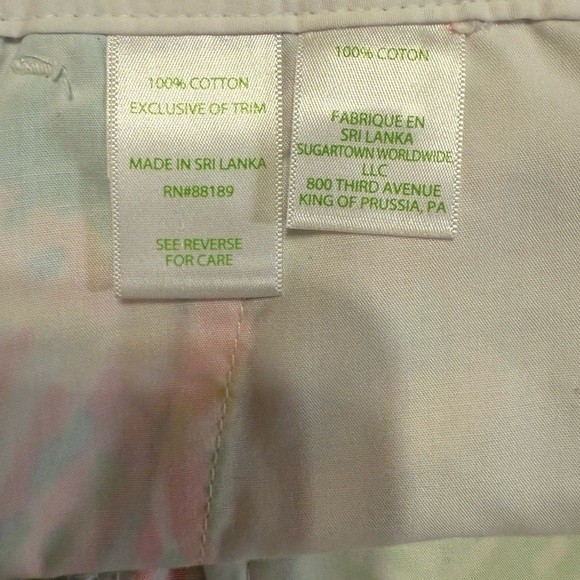 100% COTTON
EXCLUSIVE OF TRIM
MADE IN SRI LANKA
RN#88189
SEE REVERSE
FOR CARE
100% COTON
FABRIQUE EN
SRI LANKA
SUGARTOWN WORLDWIDE,
LLC
800 THIRD AVENUE
KING OF PRUSSIA, PA